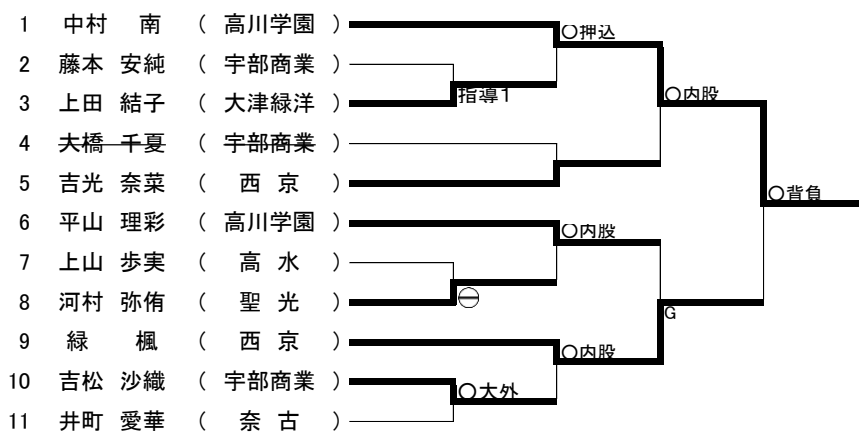 1 中村 南 ( 高川学園 )
○押込
2 藤本 安純 ( 宇部商業 )
3 上田 結子 ( 大津緑洋 )
指導1
○内股
4 大橋 千夏 ( 宇部商業 )
5 吉光 奈菜 ( 西京 )
○背負
6 平山 理彩 ( 高川学園 )
○内股
7 上山 歩実 ( 高水 )
8 河村 弥侑 ( 聖光 )
㊀
G
9 緑 楓 ( 西京 )
○内股
10 吉松 沙織 ( 宇部商業 )
○大外
11 井町 愛華 ( 奈古 )